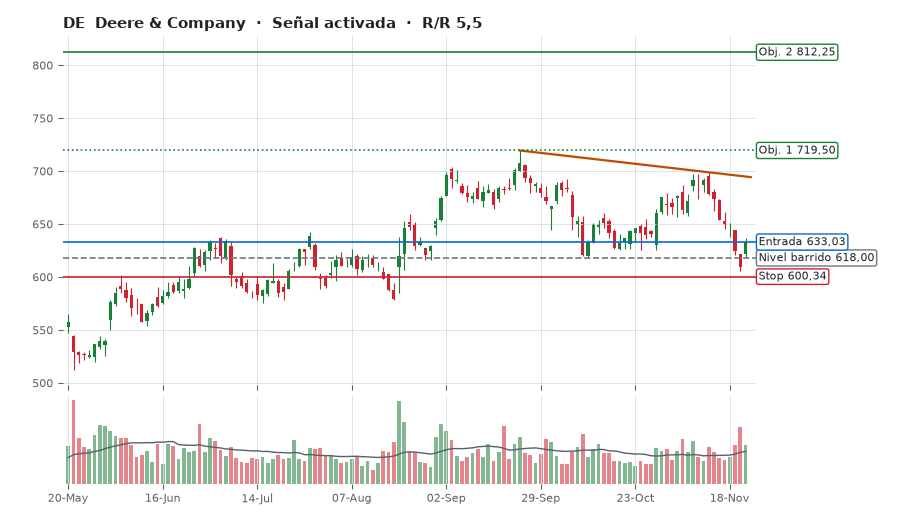 DE Deere & Company · Señal activada · R/R 5,5
Obj. 2 812,25
800
750
Obj. 1 719,50
700
650
Entrada 633,03
Nivel barrido 618,00
600
Stop 600,34
550
500
20-May 16-Jun 14-Jul 07-Aug 02-Sep 29-Sep 23-Oct 18-Nov